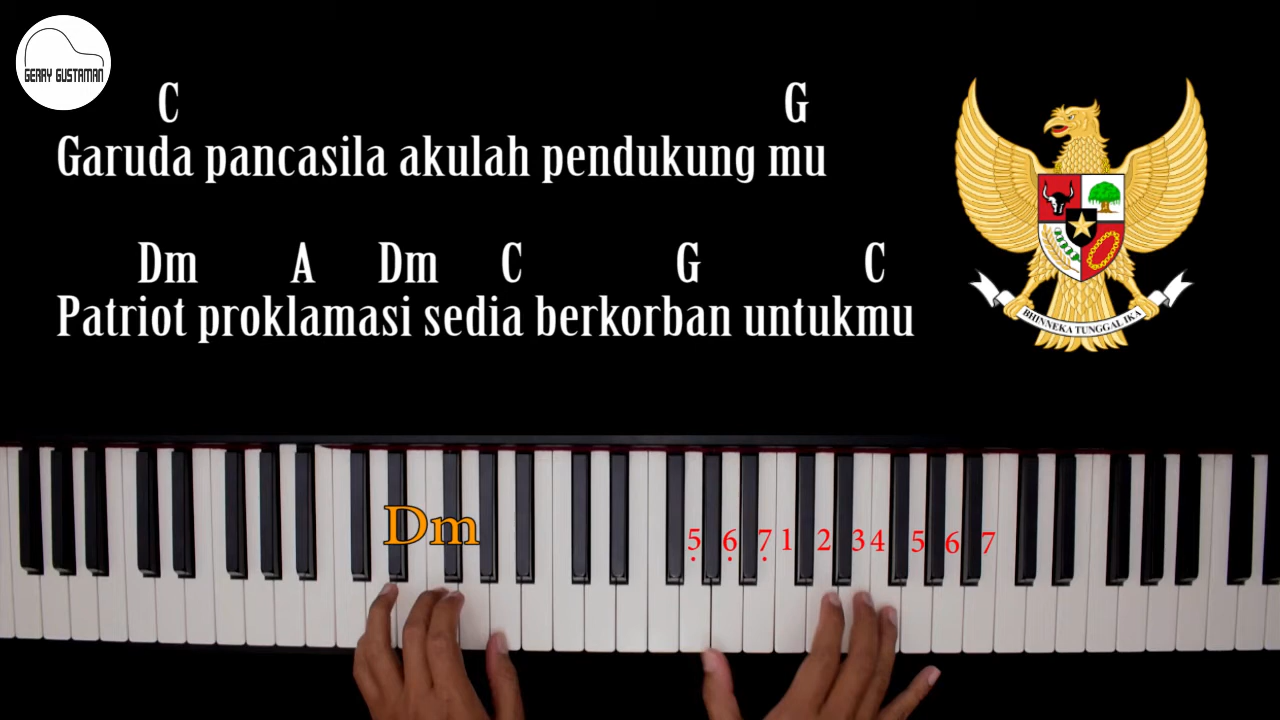 GERRY GUSTAMAN
C G
Garuda pancasila akulah pendukung mu
Dm A Dm C G C
Patriot proklamasi sedia berkorban untukmu
BHINNEKA TUNGGAL IKA
Dm
5 6 7 1 2 3 4 5 6 7